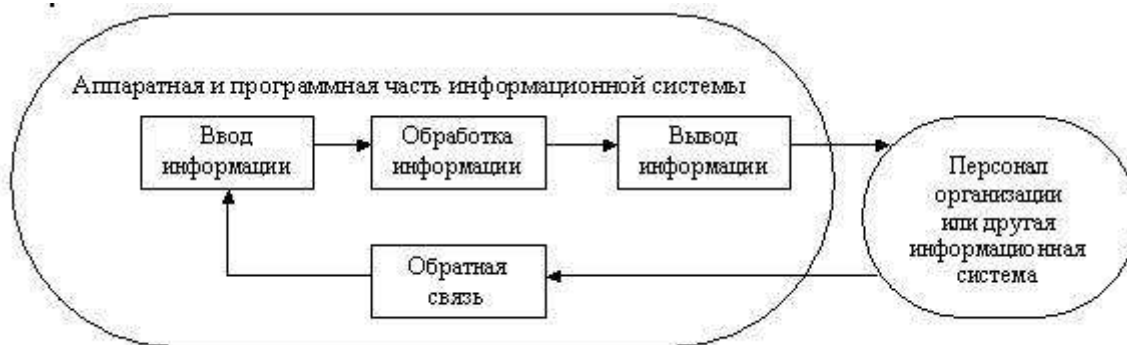 Аппаратная и программная часть информационной системы
Ввод
информации
Обработка
информации
Вывод
информации
Персонал
организации
или другая
информационная
система
Обратная
связь